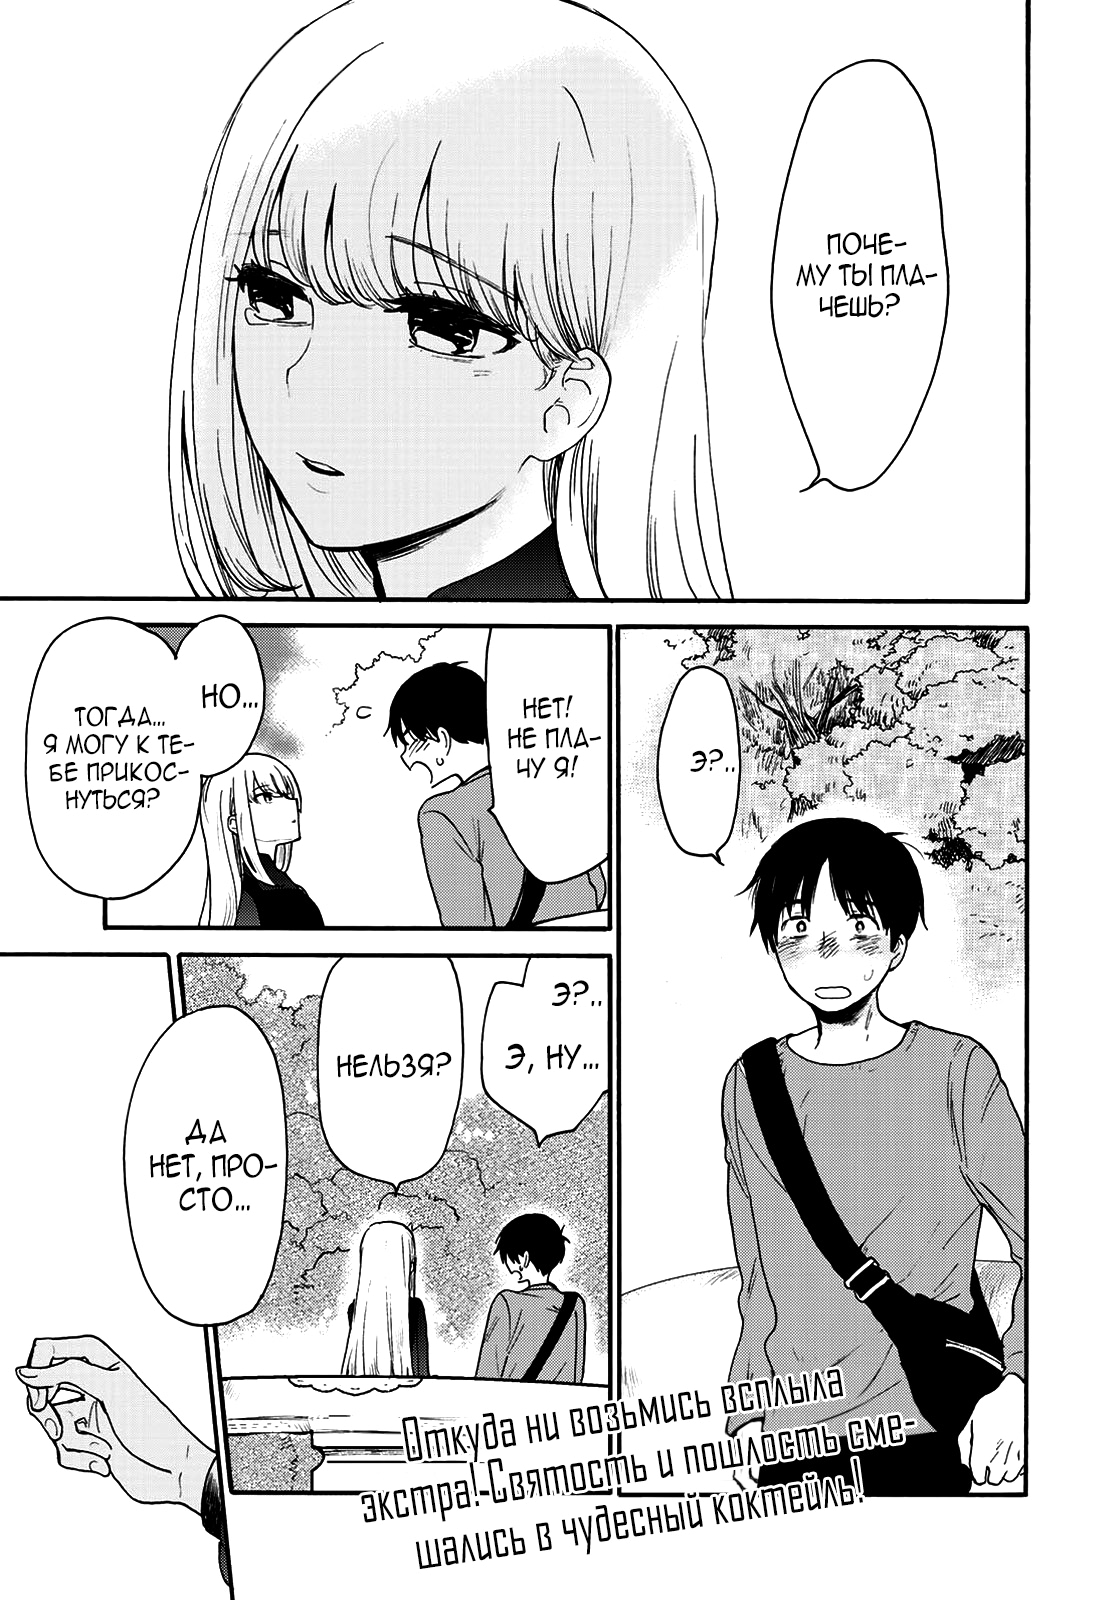 ПОЧЕ-
МУ ТЫ ПЛА-
ЧЕШЬ?
Э?..
НЕТ!
НЕ ПЛА-
ЧУ Я!
НО...
ТОГДА...
Я МОГУ К ТЕ-
БЕ ПРИКОС-
НУТЬСЯ?
Э?..
Э, НУ...
НЕЛЬЗЯ?
ДА
НЕТ, ПРО-
СТО...
Откуда ни возьмись всплыла
экстра! Святость и пошлость сме-
шались в чудесный коктейль!